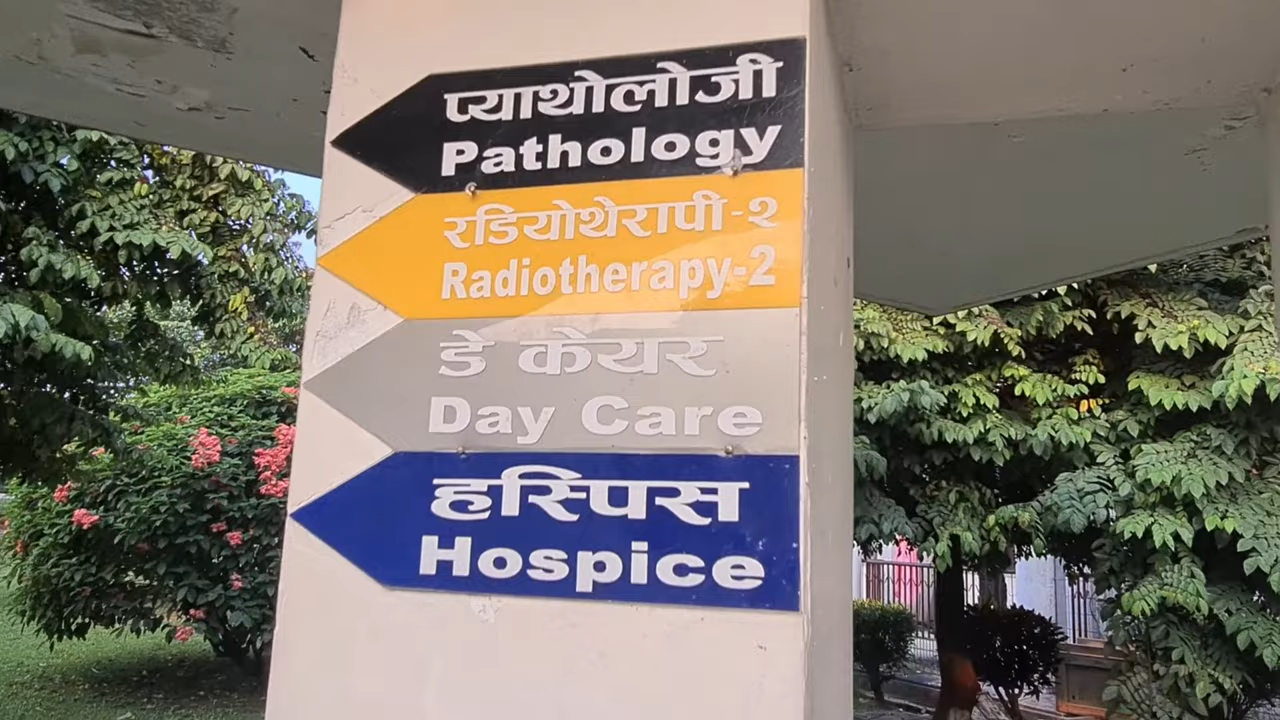 प्याथोलोजी
Pathology
रडियोथेरापी-२
Radiotherapy-2
डे केयर
Day Care
हस्पिस
Hospice